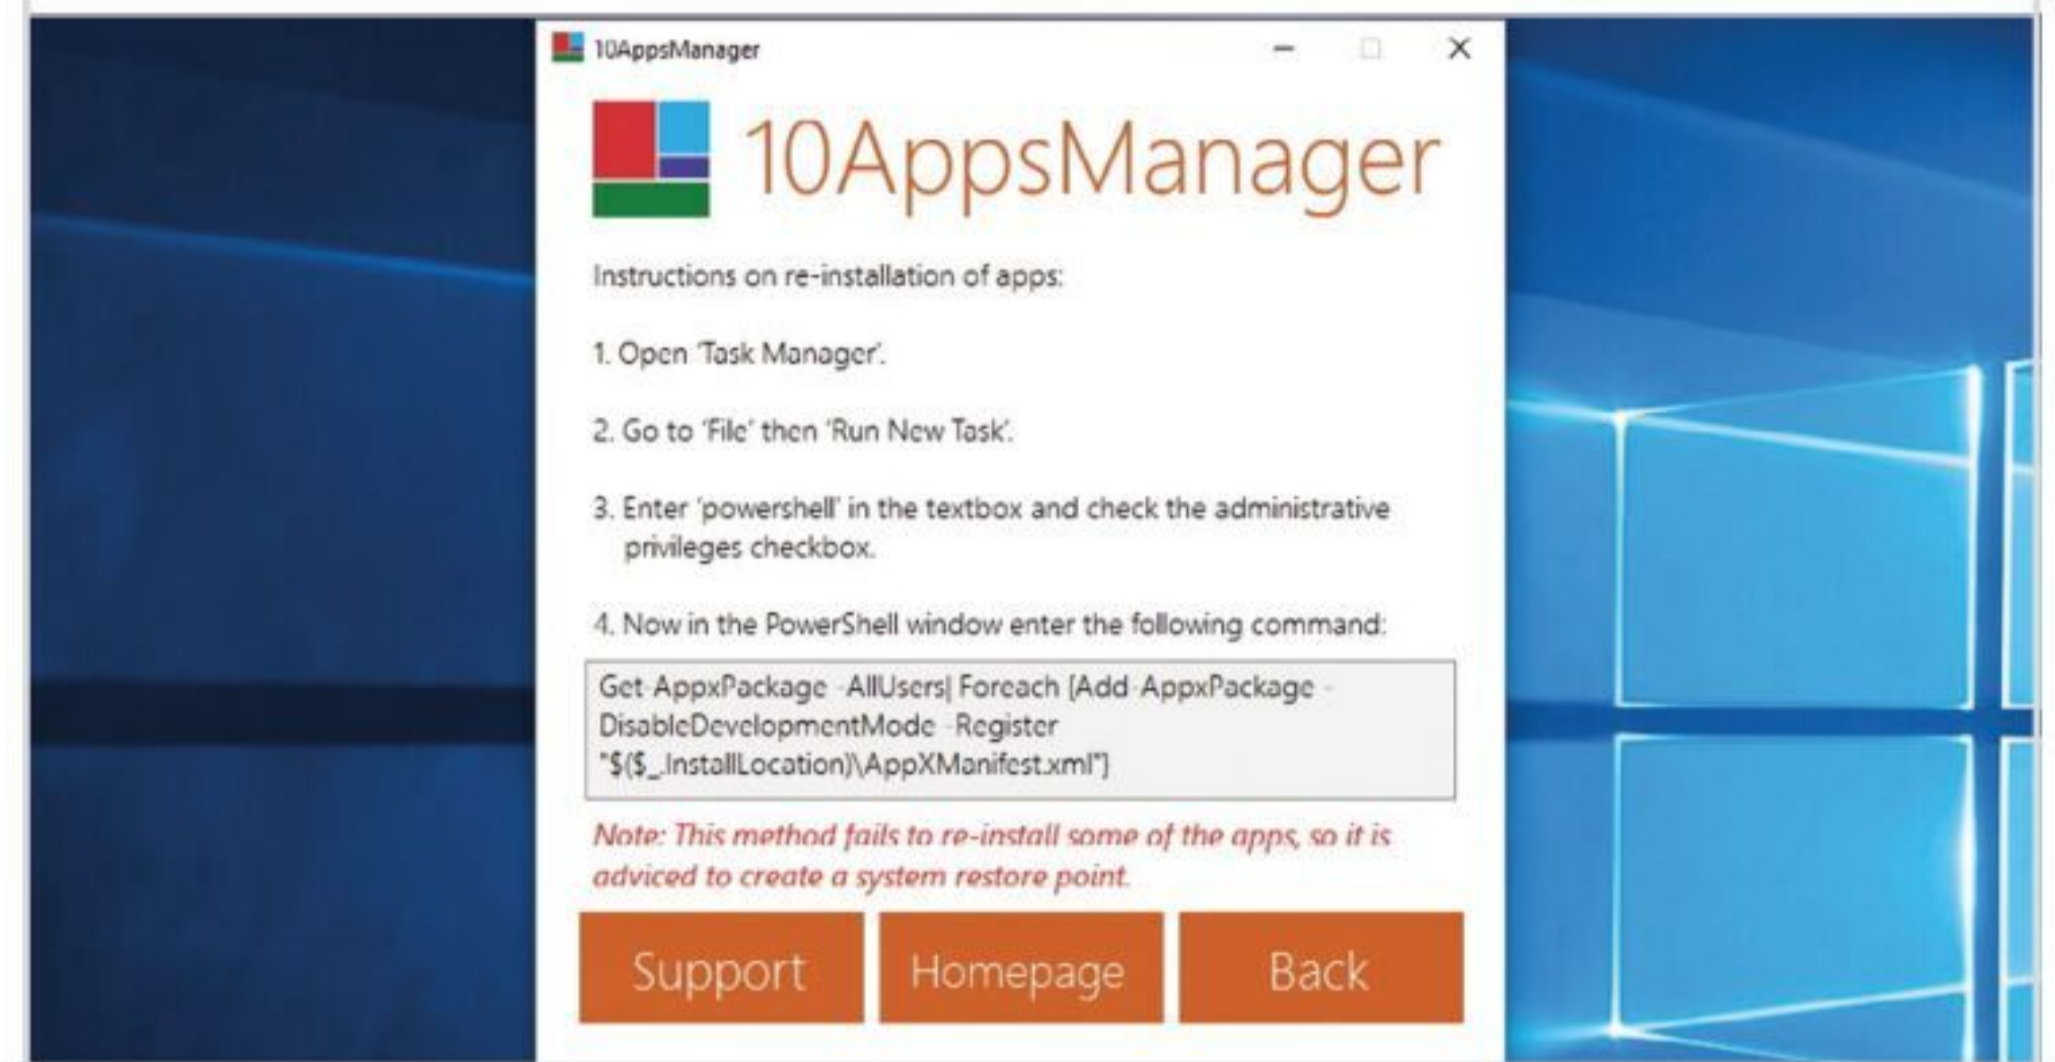 10AppsManager
10AppsManager
Instructions on re-installation of apps:
1. Open 'Task Manager'.
2. Go to 'File' then 'Run New Task'.
3. Enter 'powershell' in the textbox and check the administrative
privileges checkbox.
4. Now in the PowerShell window enter the following command:
Get-AppxPackage -AllUsers| Foreach {Add-AppxPackage -
DisableDevelopmentMode -Register
"$($_.InstallLocation)\AppXManifest.xml"}
Note: This method fails to re-install some of the apps, so it is
adviced to create a system restore point.
Support
Homepage
Back